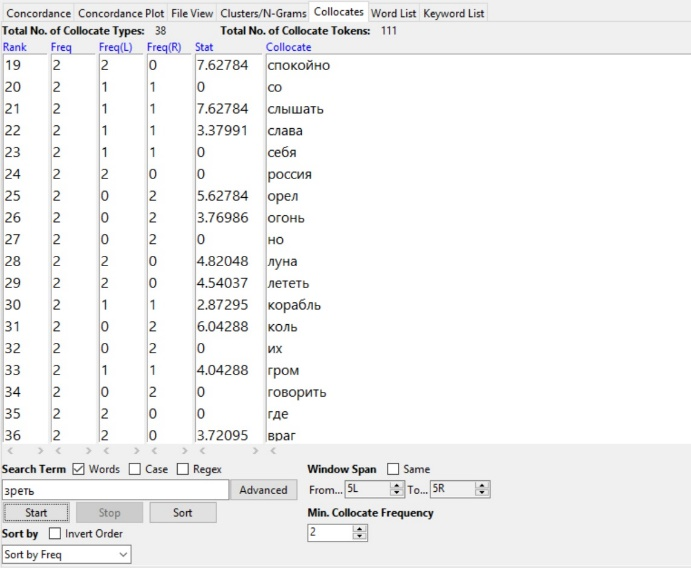 Concordance Concordance Plot File View Clusters/N-Grams Collocates Word List Keyword List
Total No. of Collocate Types: 38 Total No. of Collocate Tokens: 111
Rank Freq Freq(L) Freq(R) Stat Collocate
19 2 2 0 7.62784 спокойно
20 2 1 1 0 со
21 2 1 1 7.62784 слышать
22 2 1 1 3.37991 слава
23 2 1 1 0 себя
24 2 2 0 0 россия
25 2 0 2 5.62784 орел
26 2 0 2 3.76986 огонь
27 2 0 2 0 но
28 2 2 0 4.82048 луна
29 2 2 0 4.54037 лететь
30 2 1 1 2.87295 корабль
31 2 0 2 6.04288 коль
32 2 0 2 0 их
33 2 1 1 4.04288 гром
34 2 0 2 0 говорить
35 2 2 0 0 где
36 2 2 0 3.72095 враг
Search Term Words Case Regex Window Span Same
зреть Advanced From... 5L To... 5R
Start Stop Sort Min. Collocate Frequency
Sort by Invert Order 2
Sort by Freq